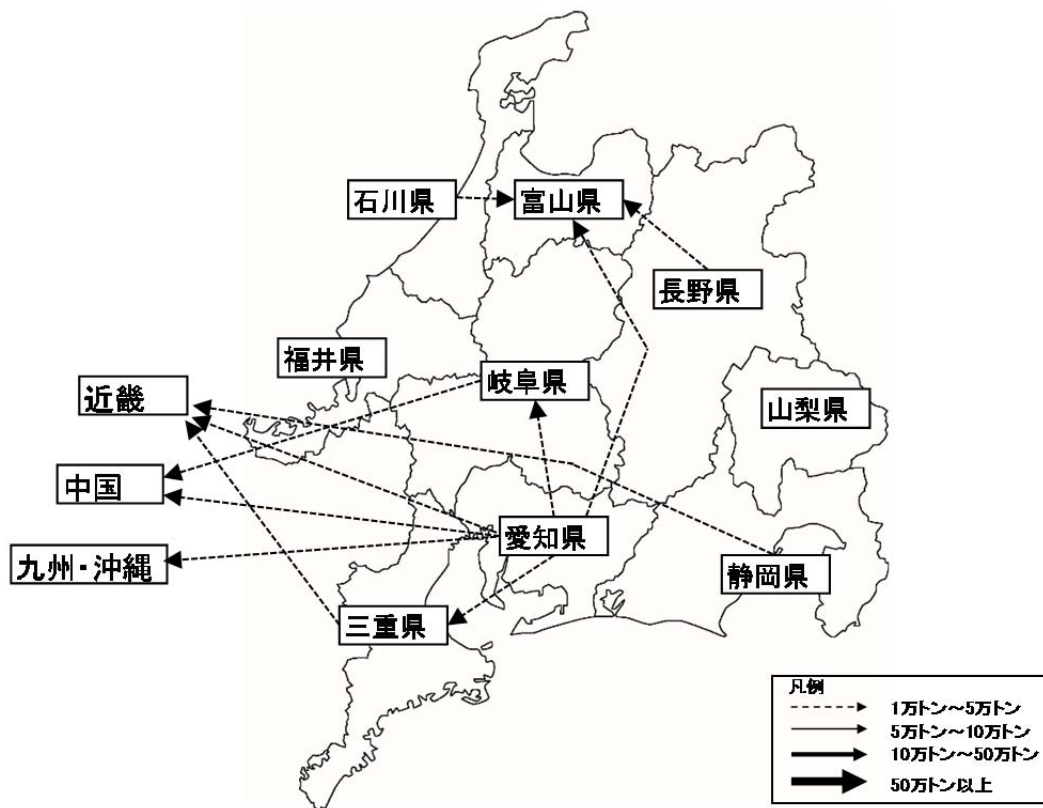 石川県
富山県
長野県
福井県
岐阜県
近畿
山梨県
中国
愛知県
九州・沖縄
静岡県
三重県
凡例
1万トン～5万トン
5万トン～10万トン
10万トン～50万トン
50万トン以上